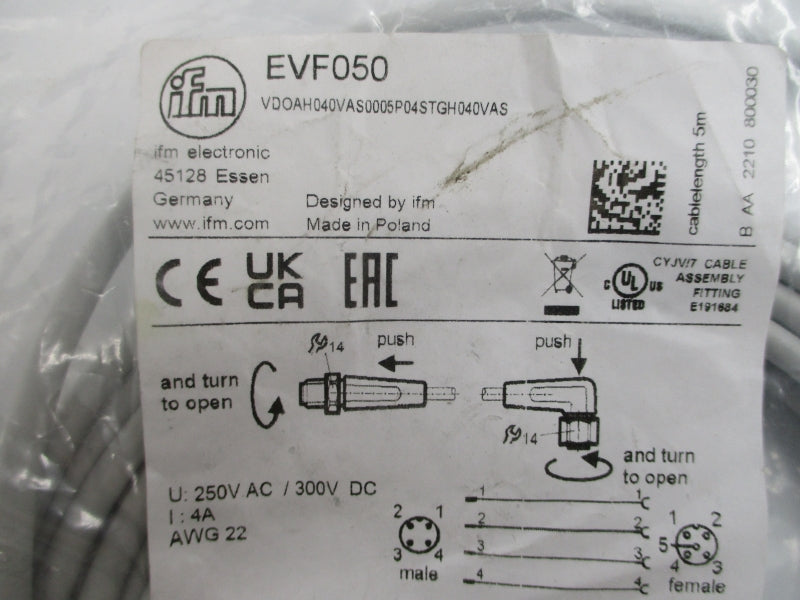 ifm
EVF050
VDOAH040VAS0005P04STGH040VAS
ifm electronic
45128 Essen
Germany
www.ifm.com
Designed by ifm
Made in Poland
cablelength 5m
B AA 2210 800030
CE
UK
CA
EAC
C UL US
LISTED
CYJV/7 CABLE
ASSEMBLY
FITTING
E191684
14
push
push
and turn
to open
14
and turn
to open
U: 250V AC / 300V DC
I : 4A
AWG 22
2 1
3 4
male
1 1
2 2
3 3
4 4
1 2
5
4 3
female